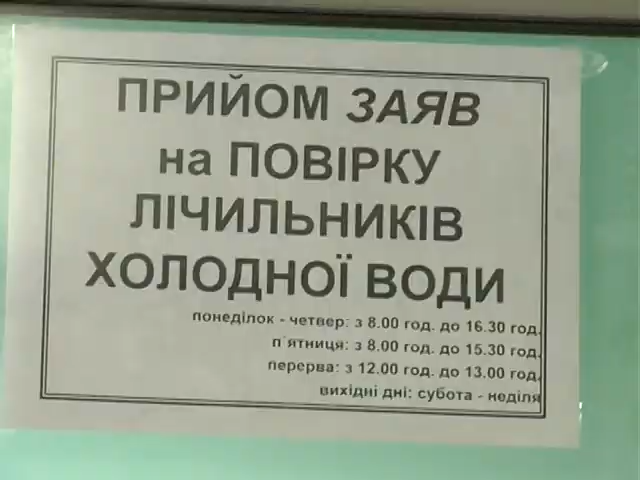 ПРИЙОМ ЗАЯВ
на ПОВІРКУ
ЛІЧИЛЬНИКІВ
ХОЛОДНОЇ ВОДИ
понеділок - четвер: з 8.00 год. до 16.30 год.
п`ятниця: з 8.00 год. до 15.30 год.
перерва: з 12.00 год. до 13.00 год.
вихідні дні: субота - неділя